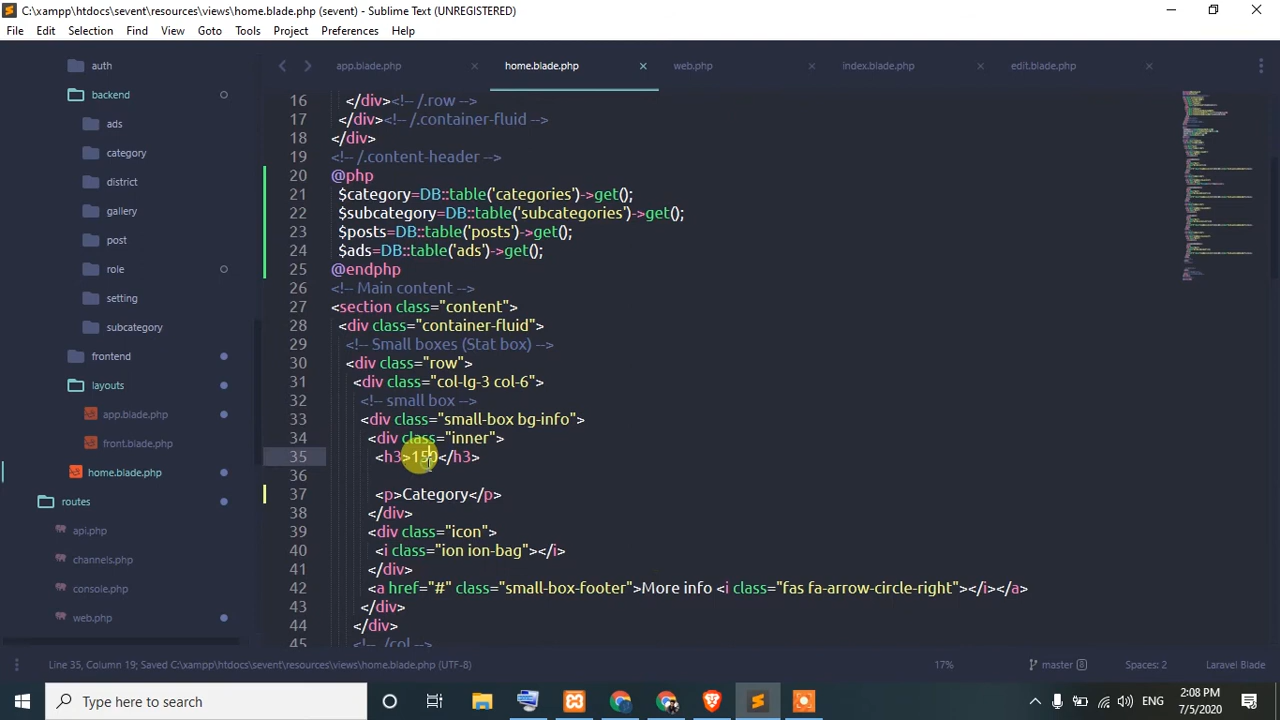 C:\xampp\htdocs\sevent\resources\views\home.blade.php (sevent) - Sublime Text (UNREGISTERED)
File Edit Selection Find View Goto Tools Project Preferences Help
app.blade.php home.blade.php web.php index.blade.php edit.blade.php
auth
backend
ads
category
district
gallery
post
role
setting
subcategory
frontend
layouts
app.blade.php
front.blade.php
home.blade.php
routes
api.php
channels.php
console.php
web.php
16 </div><!-- /.row -->
17 </div><!-- /.container-fluid -->
18 </div>
19 <!-- /.content-header -->
20 @php
21 $category=DB::table('categories')->get();
22 $subcategory=DB::table('subcategories')->get();
23 $posts=DB::table('posts')->get();
24 $ads=DB::table('ads')->get();
25 @endphp
26 <!-- Main content -->
27 <section class="content">
28 <div class="container-fluid">
29 <!-- Small boxes (Stat box) -->
30 <div class="row">
31 <div class="col-lg-3 col-6">
32 <!-- small box -->
33 <div class="small-box bg-info">
34 <div class="inner">
35 <h3>150</h3>
36
37 <p>Category</p>
38 </div>
39 <div class="icon">
40 <i class="ion ion-bag"></i>
41 </div>
42 <a href="#" class="small-box-footer">More info <i class="fas fa-arrow-circle-right"></i></a>
43 </div>
44 </div>
45 <!-- ./col -->
Line 35, Column 19; Saved C:\xampp\htdocs\sevent\resources\views\home.blade.php (UTF-8) 17% master 8 Spaces: 2 Laravel Blade
Type here to search
ENG
2:08 PM
7/5/2020